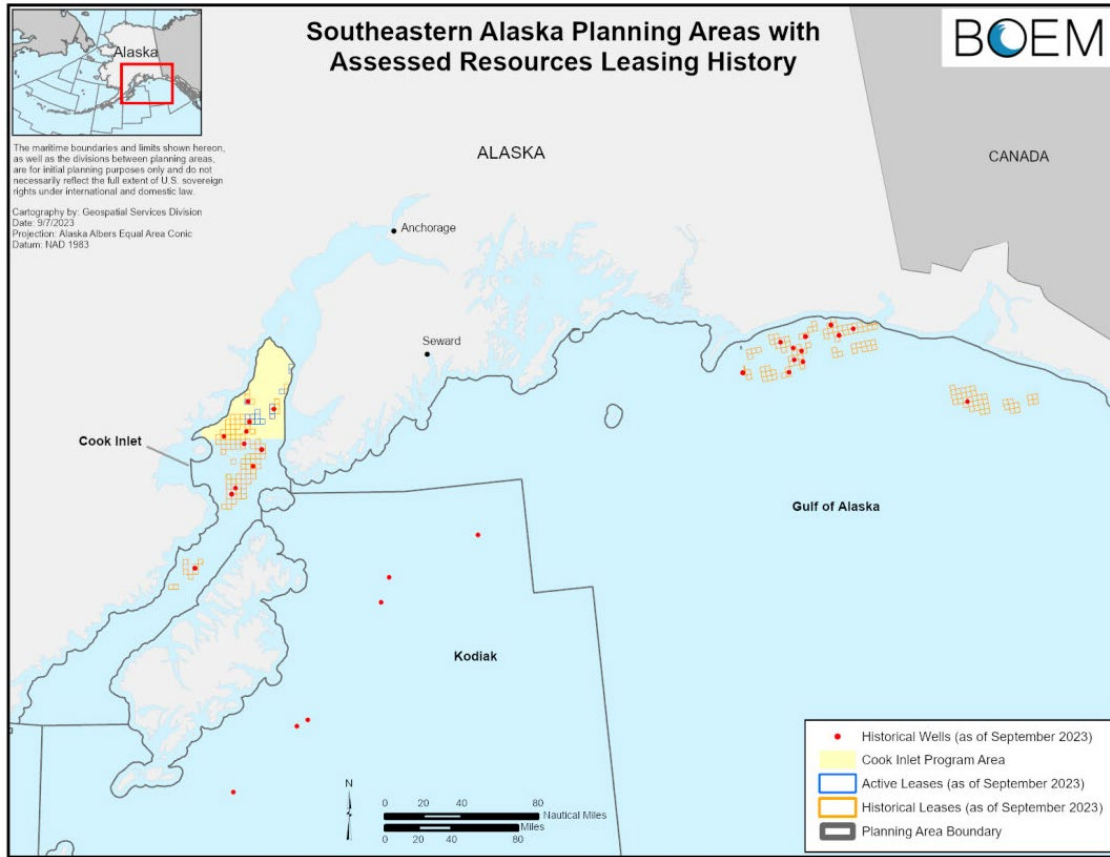 Southeastern Alaska Planning Areas with
Assessed Resources Leasing History
BOEM
Alaska
The maritime boundaries and limits shown hereon,
as well as the divisions between planning areas,
are for initial planning purposes only and do not
necessarily reflect the full extent of U.S. sovereign
rights under international and domestic law.
Cartography by: Geospatial Services Division
Date: 9/7/2023
Projection: Alaska Albers Equal Area Conic
Datum: NAD 1983
ALASKA
CANADA
Anchorage
Seward
Cook Inlet
Gulf of Alaska
Kodiak
N
0 20 40 80
Nautical Miles
Miles
0 20 40 80
Historical Wells (as of September 2023)
Cook Inlet Program Area
Active Leases (as of September 2023)
Historical Leases (as of September 2023)
Planning Area Boundary